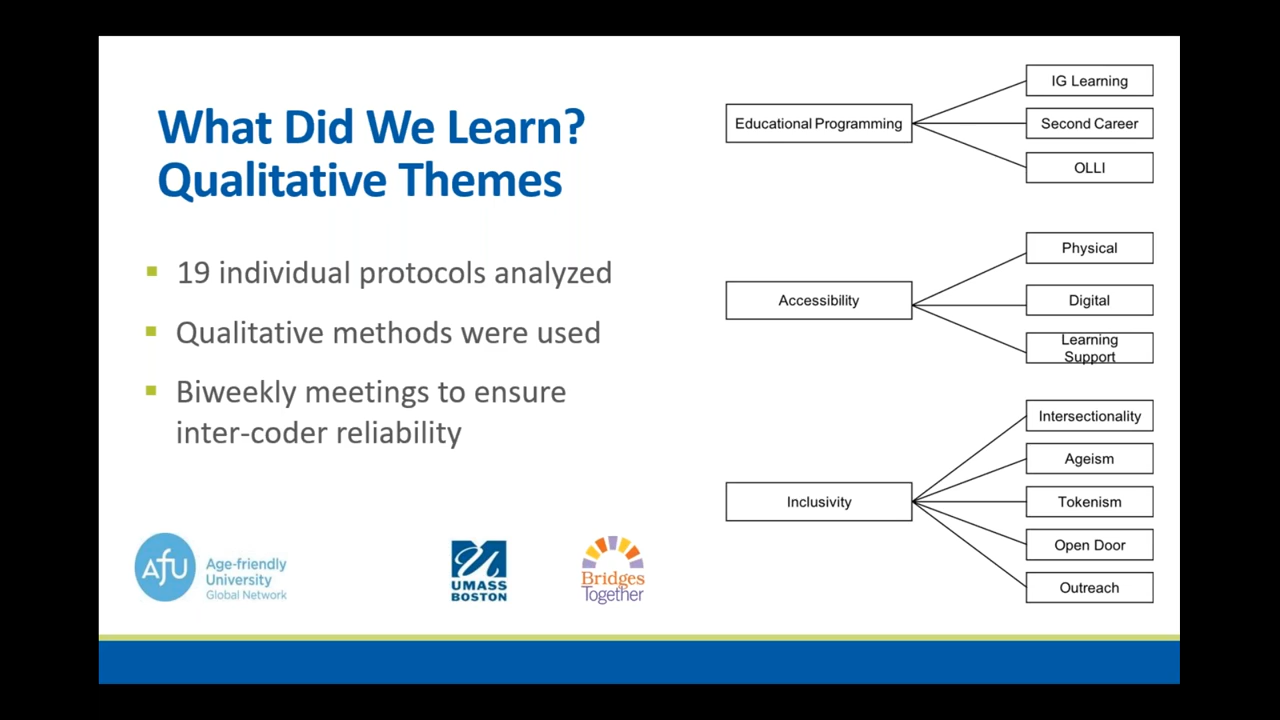 What Did We Learn?
Qualitative Themes
19 individual protocols analyzed
Qualitative methods were used
Biweekly meetings to ensure
inter-coder reliability
AfU
Age-friendly
University
Global Network
UMASS
BOSTON
Bridges
Together
Educational Programming
IG Learning
Second Career
OLLI
Accessibility
Physical
Digital
Learning
Support
Inclusivity
Intersectionality
Ageism
Tokenism
Open Door
Outreach